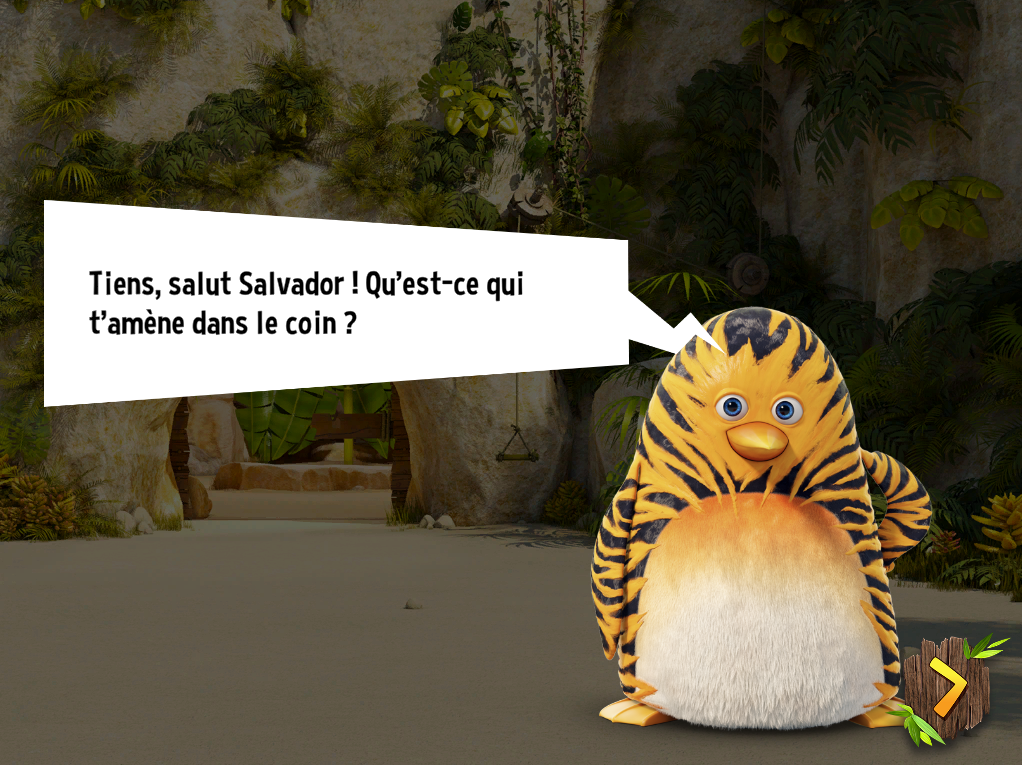 Tiens, salut Salvador ! Qu’est-ce qui
t’amène dans le coin ?